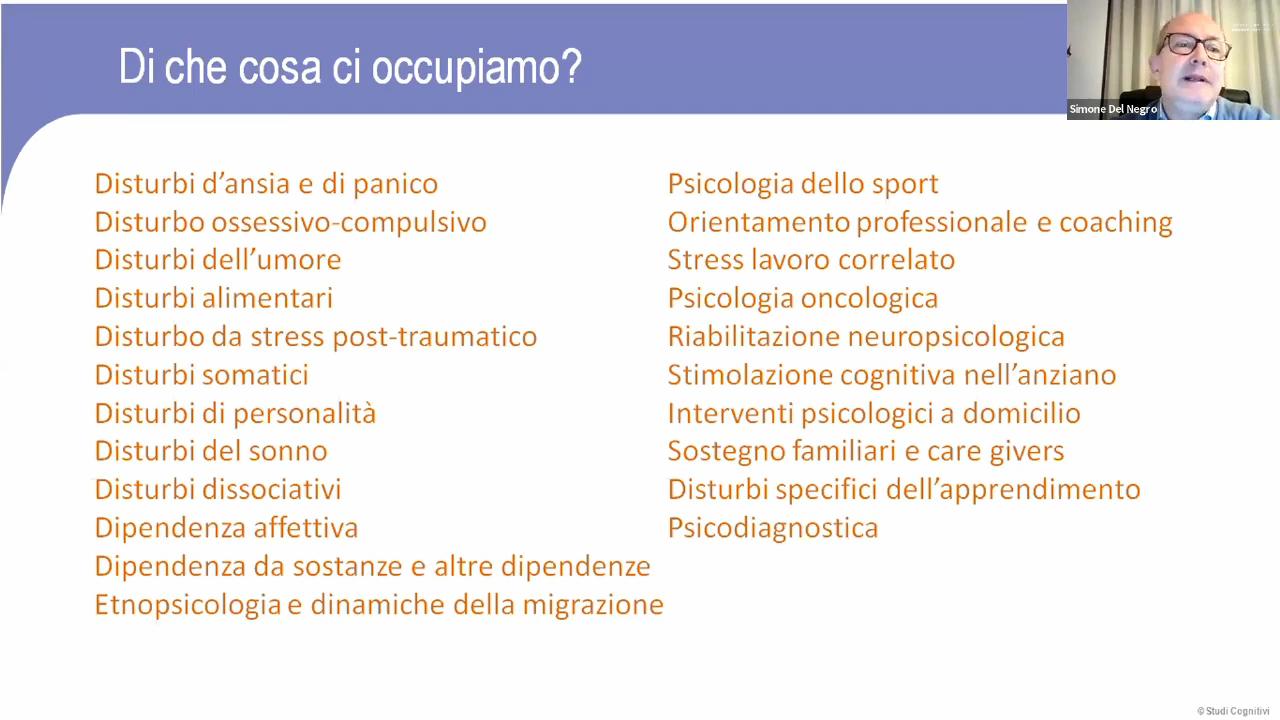 Di che cosa ci occupiamo?
Simone Del Negro
Disturbi d’ansia e di panico
Disturbo ossessivo-compulsivo
Disturbi dell’umore
Disturbi alimentari
Disturbo da stress post-traumatico
Disturbi somatici
Disturbi di personalità
Disturbi del sonno
Disturbi dissociativi
Dipendenza affettiva
Dipendenza da sostanze e altre dipendenze
Etnopsicologia e dinamiche della migrazione
Psicologia dello sport
Orientamento professionale e coaching
Stress lavoro correlato
Psicologia oncologica
Riabilitazione neuropsicologica
Stimolazione cognitiva nell’anziano
Interventi psicologici a domicilio
Sostegno familiari e care givers
Disturbi specifici dell’apprendimento
Psicodiagnostica
© Studi Cognitivi